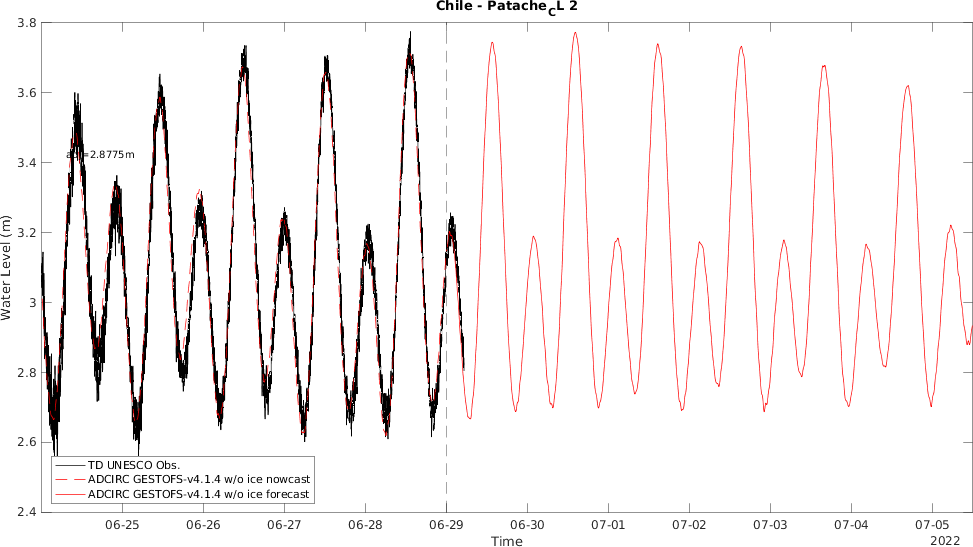 Chile - Patache_CL 2
3.8
3.6
3.4
3.2
3
2.8
2.6
2.4
Water Level (m)
=2.8775m
TD UNESCO Obs.
ADCIRC GESTOFS-v4.1.4 w/o ice nowcast
ADCIRC GESTOFS-v4.1.4 w/o ice forecast
06-25 06-26 06-27 06-28 06-29 06-30 07-01 07-02 07-03 07-04 07-05
Time
2022